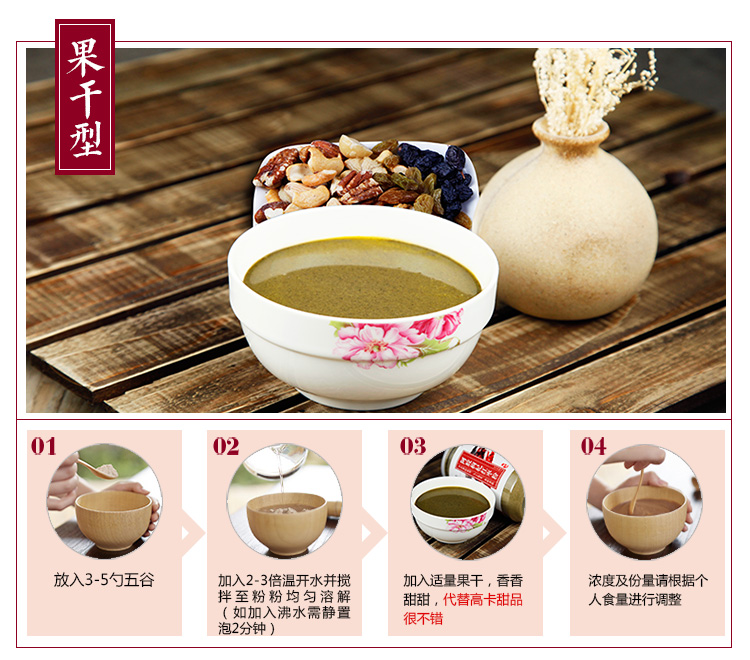 果干型
01
放入3-5勺五谷
02
加入2-3倍温开水并搅
拌至粉粉均匀溶解
（如加入沸水需静置
泡2分钟）
03
加入适量果干，香香
甜甜，代替高卡甜品
很不错
04
浓度及份量请根据个
人食量进行调整